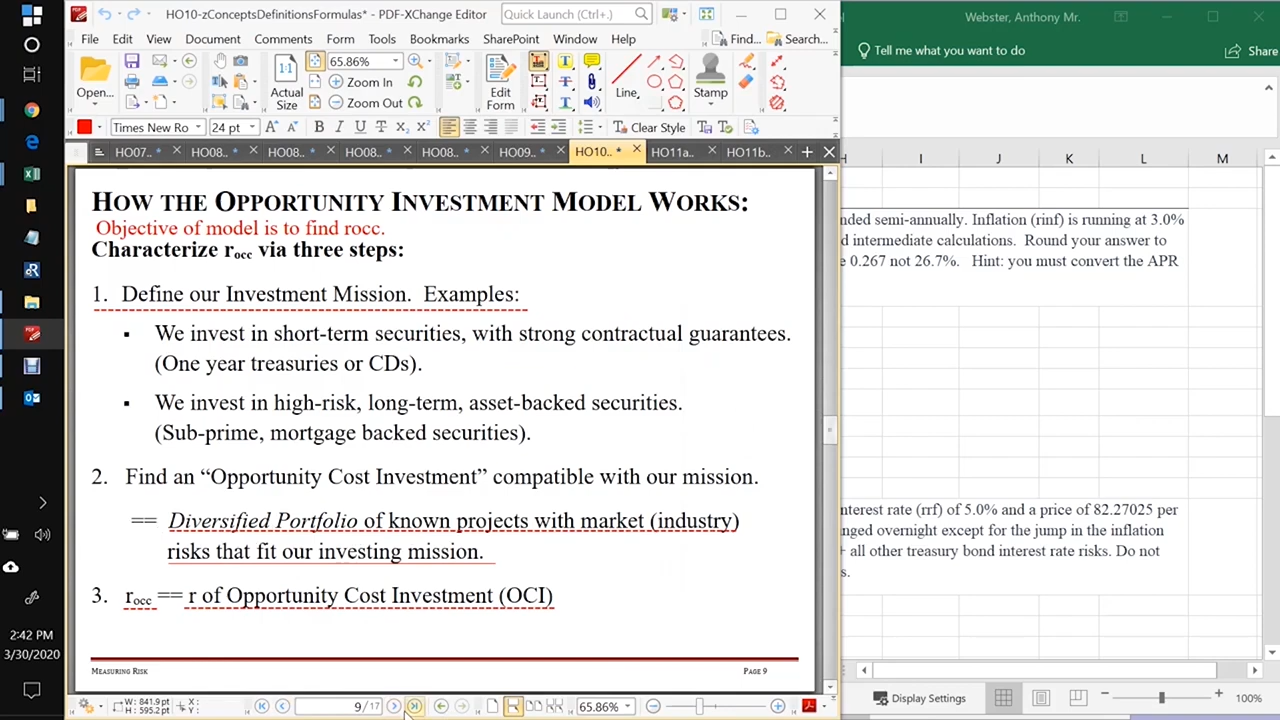 HO10-zConceptsDefinitionsFormulas* - PDF-XChange Editor
Quick Launch (Ctrl+.)
File Edit View Document Comments Form Tools Bookmarks SharePoint Window Help Find... Search...
Open...
1:1
Actual
Size
65.86%
Zoom In
Zoom Out
Edit
Form
Line
Stamp
Times New Ro 24 pt Clear Style
HO07.. * HO08.. HO08.. * HO08.. * HO08.. * HO09.. * HO10.. * HO11a.. HO11b..
HOW THE OPPORTUNITY INVESTMENT MODEL WORKS:
Objective of model is to find rocc.
Characterize rocc via three steps:
1. Define our Investment Mission. Examples:
▪ We invest in short-term securities, with strong contractual guarantees.
(One year treasuries or CDs).
▪ We invest in high-risk, long-term, asset-backed securities.
(Sub-prime, mortgage backed securities).
2. Find an “Opportunity Cost Investment” compatible with our mission.
== Diversified Portfolio of known projects with market (industry)
risks that fit our investing mission.
3. rocc == r of Opportunity Cost Investment (OCI)
MEASURING RISK PAGE 9
W: 841.9 pt
H: 595.2 pt
X:
Y:
9 / 17
65.86%
2:42 PM
3/30/2020
Webster, Anthony Mr.
Tell me what you want to do
Share
H I J K L M
nded semi-annually. Inflation (rinf) is running at 3.0%
d intermediate calculations. Round your answer to
e 0.267 not 26.7%. Hint: you must convert the APR
nterest rate (rrf) of 5.0% and a price of 82.27025 per
nged overnight except for the jump in the inflation
+ all other treasury bond interest rate risks. Do not
s.
Display Settings
100%